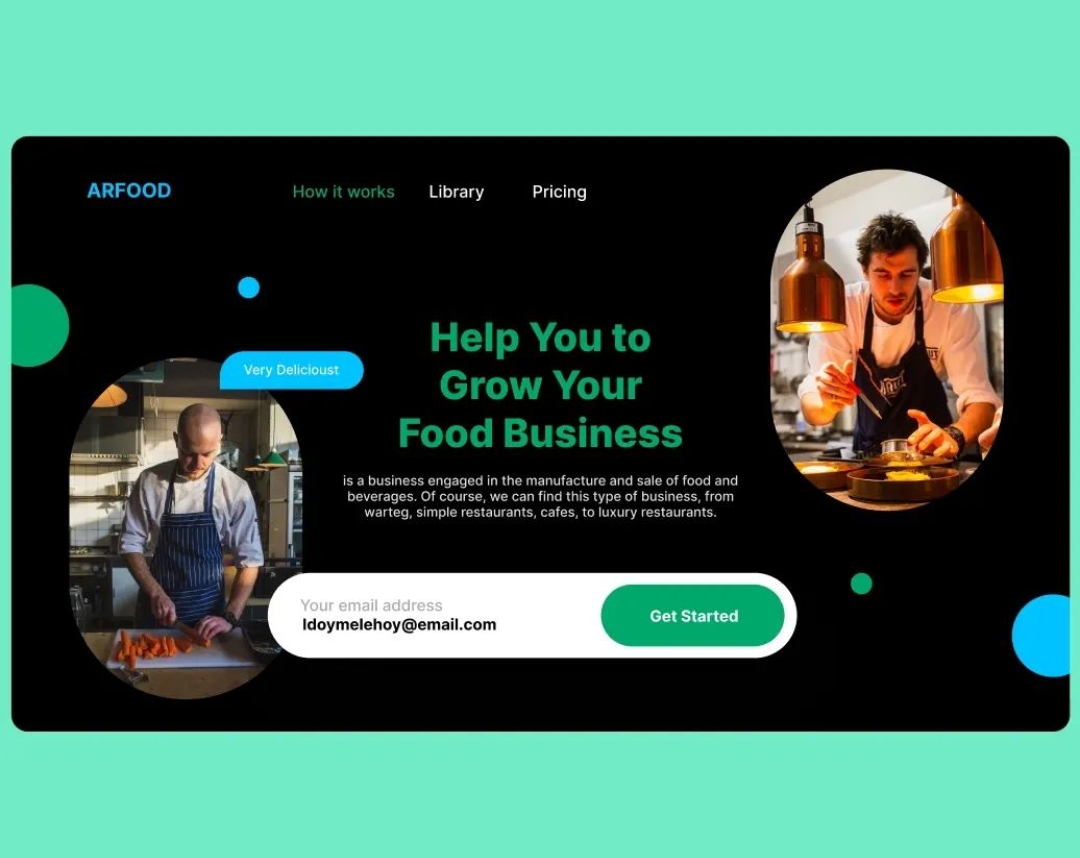 ARFOOD
How it works
Library
Pricing
Very Delicioust
Help You to
Grow Your
Food Business
is a business engaged in the manufacture and sale of food and
beverages. Of course, we can find this type of business, from
warteg, simple restaurants, cafes, to luxury restaurants.
Your email address
ldoymelehoy@email.com
Get Started